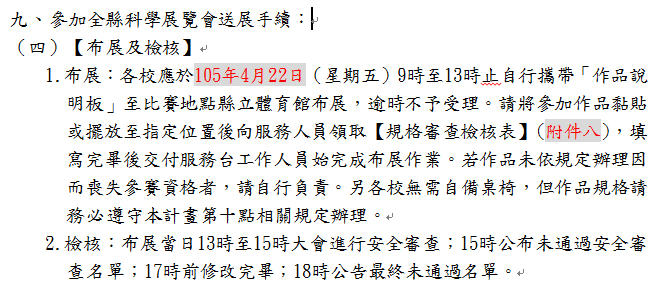 九、參加全縣科學展覽會送展手續：
（四）【布展及檢核】
1.布展：各校應於105年4月22日（星期五）9時至13時止自行攜帶「作品說
明板」至比賽地點縣立體育館布展，逾時不予受理。請將參加作品黏貼
或擺放至指定位置後向服務人員領取【規格審查檢核表】(附件八)，填
寫完畢後交付服務台工作人員始完成布展作業。若作品未依規定辦理因
而喪失參賽資格者，請自行負責。另各校無需自備桌椅，但作品規格請
務必遵守本計畫第十點相關規定辦理。
2.檢核：布展當日13時至15時大會進行安全審查；15時公布未通過安全審
查名單；17時前修改完畢；18時公告最終未通過名單。